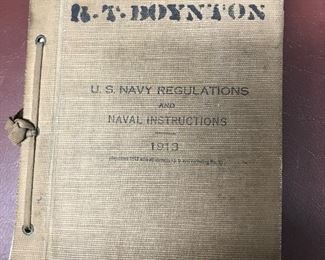 R. T. BOYNTON
U. S. NAVY REGULATIONS
AND
NAVAL INSTRUCTIONS
1913